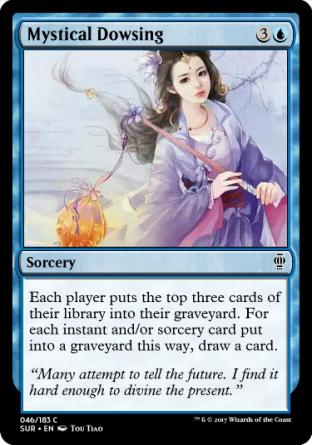 Mystical Dowsing 3
Sorcery
Each player puts the top three cards of
their library into their graveyard. For
each instant and/or sorcery card put
into a graveyard this way, draw a card.
“Many attempt to tell the future. I find it
hard enough to divine the present.”
046/183 C
SUR • EN Tou Tiao
™ & © 2017 Wizards of the Coast